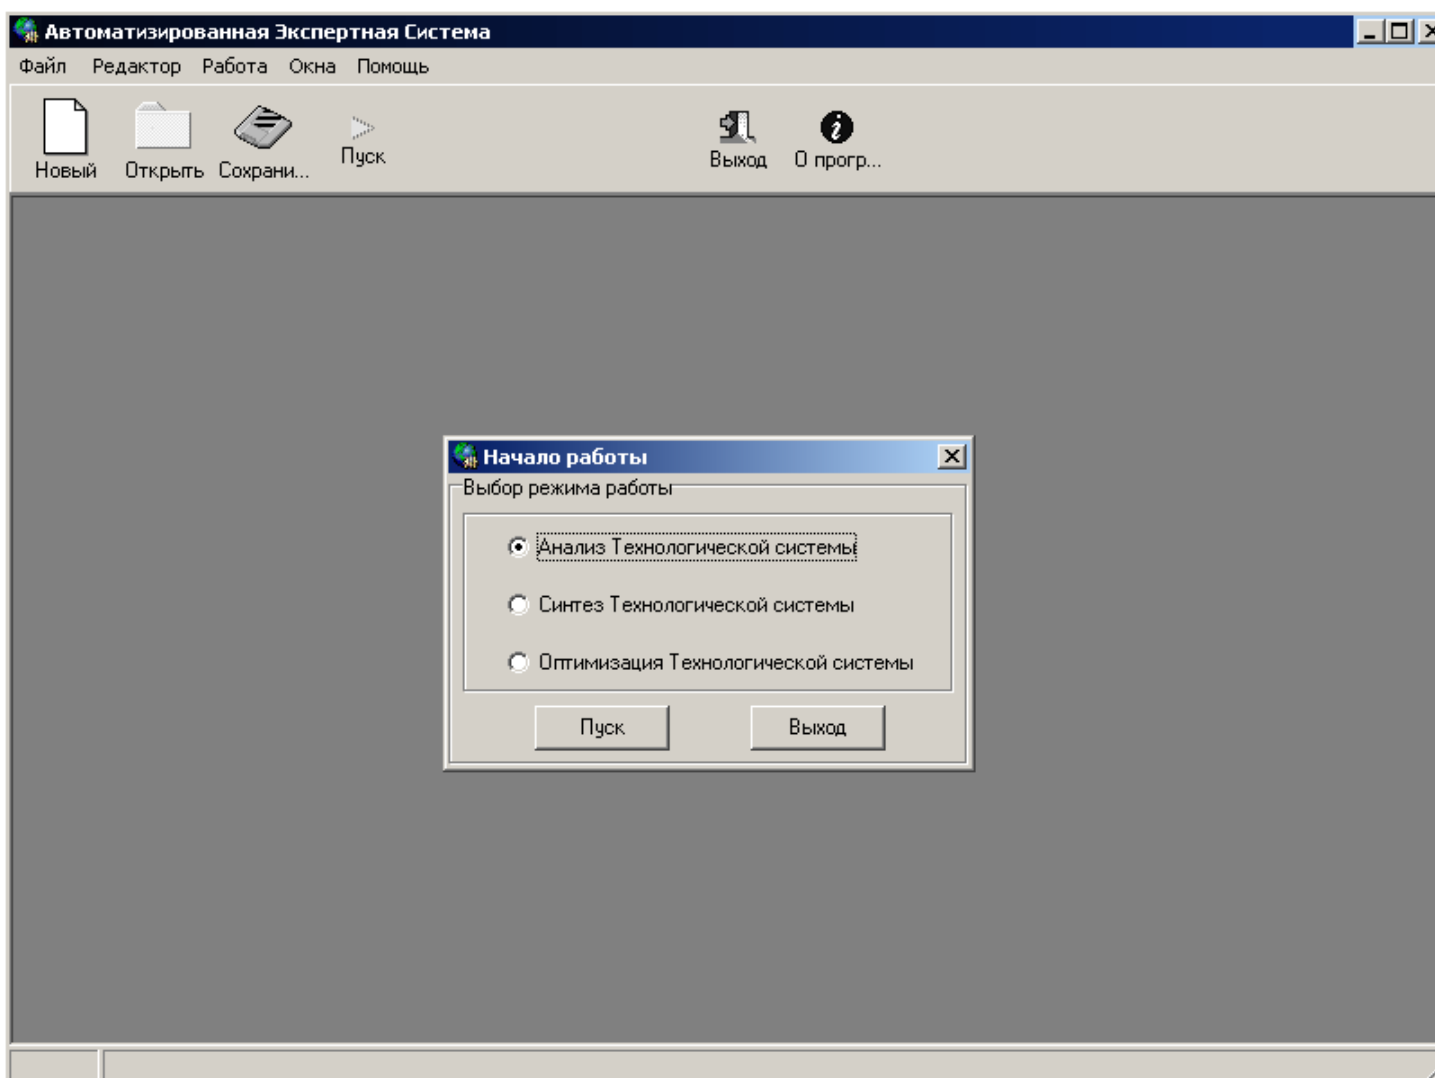 Автоматизированная Экспертная Система
Файл Редактор Работа Окна Помощь
Новый Открыть Сохрани... Пуск Выход О прогр...
Начало работы
Выбор режима работы
Анализ Технологической системы
Синтез Технологической системы
Оптимизация Технологической системы
Пуск Выход